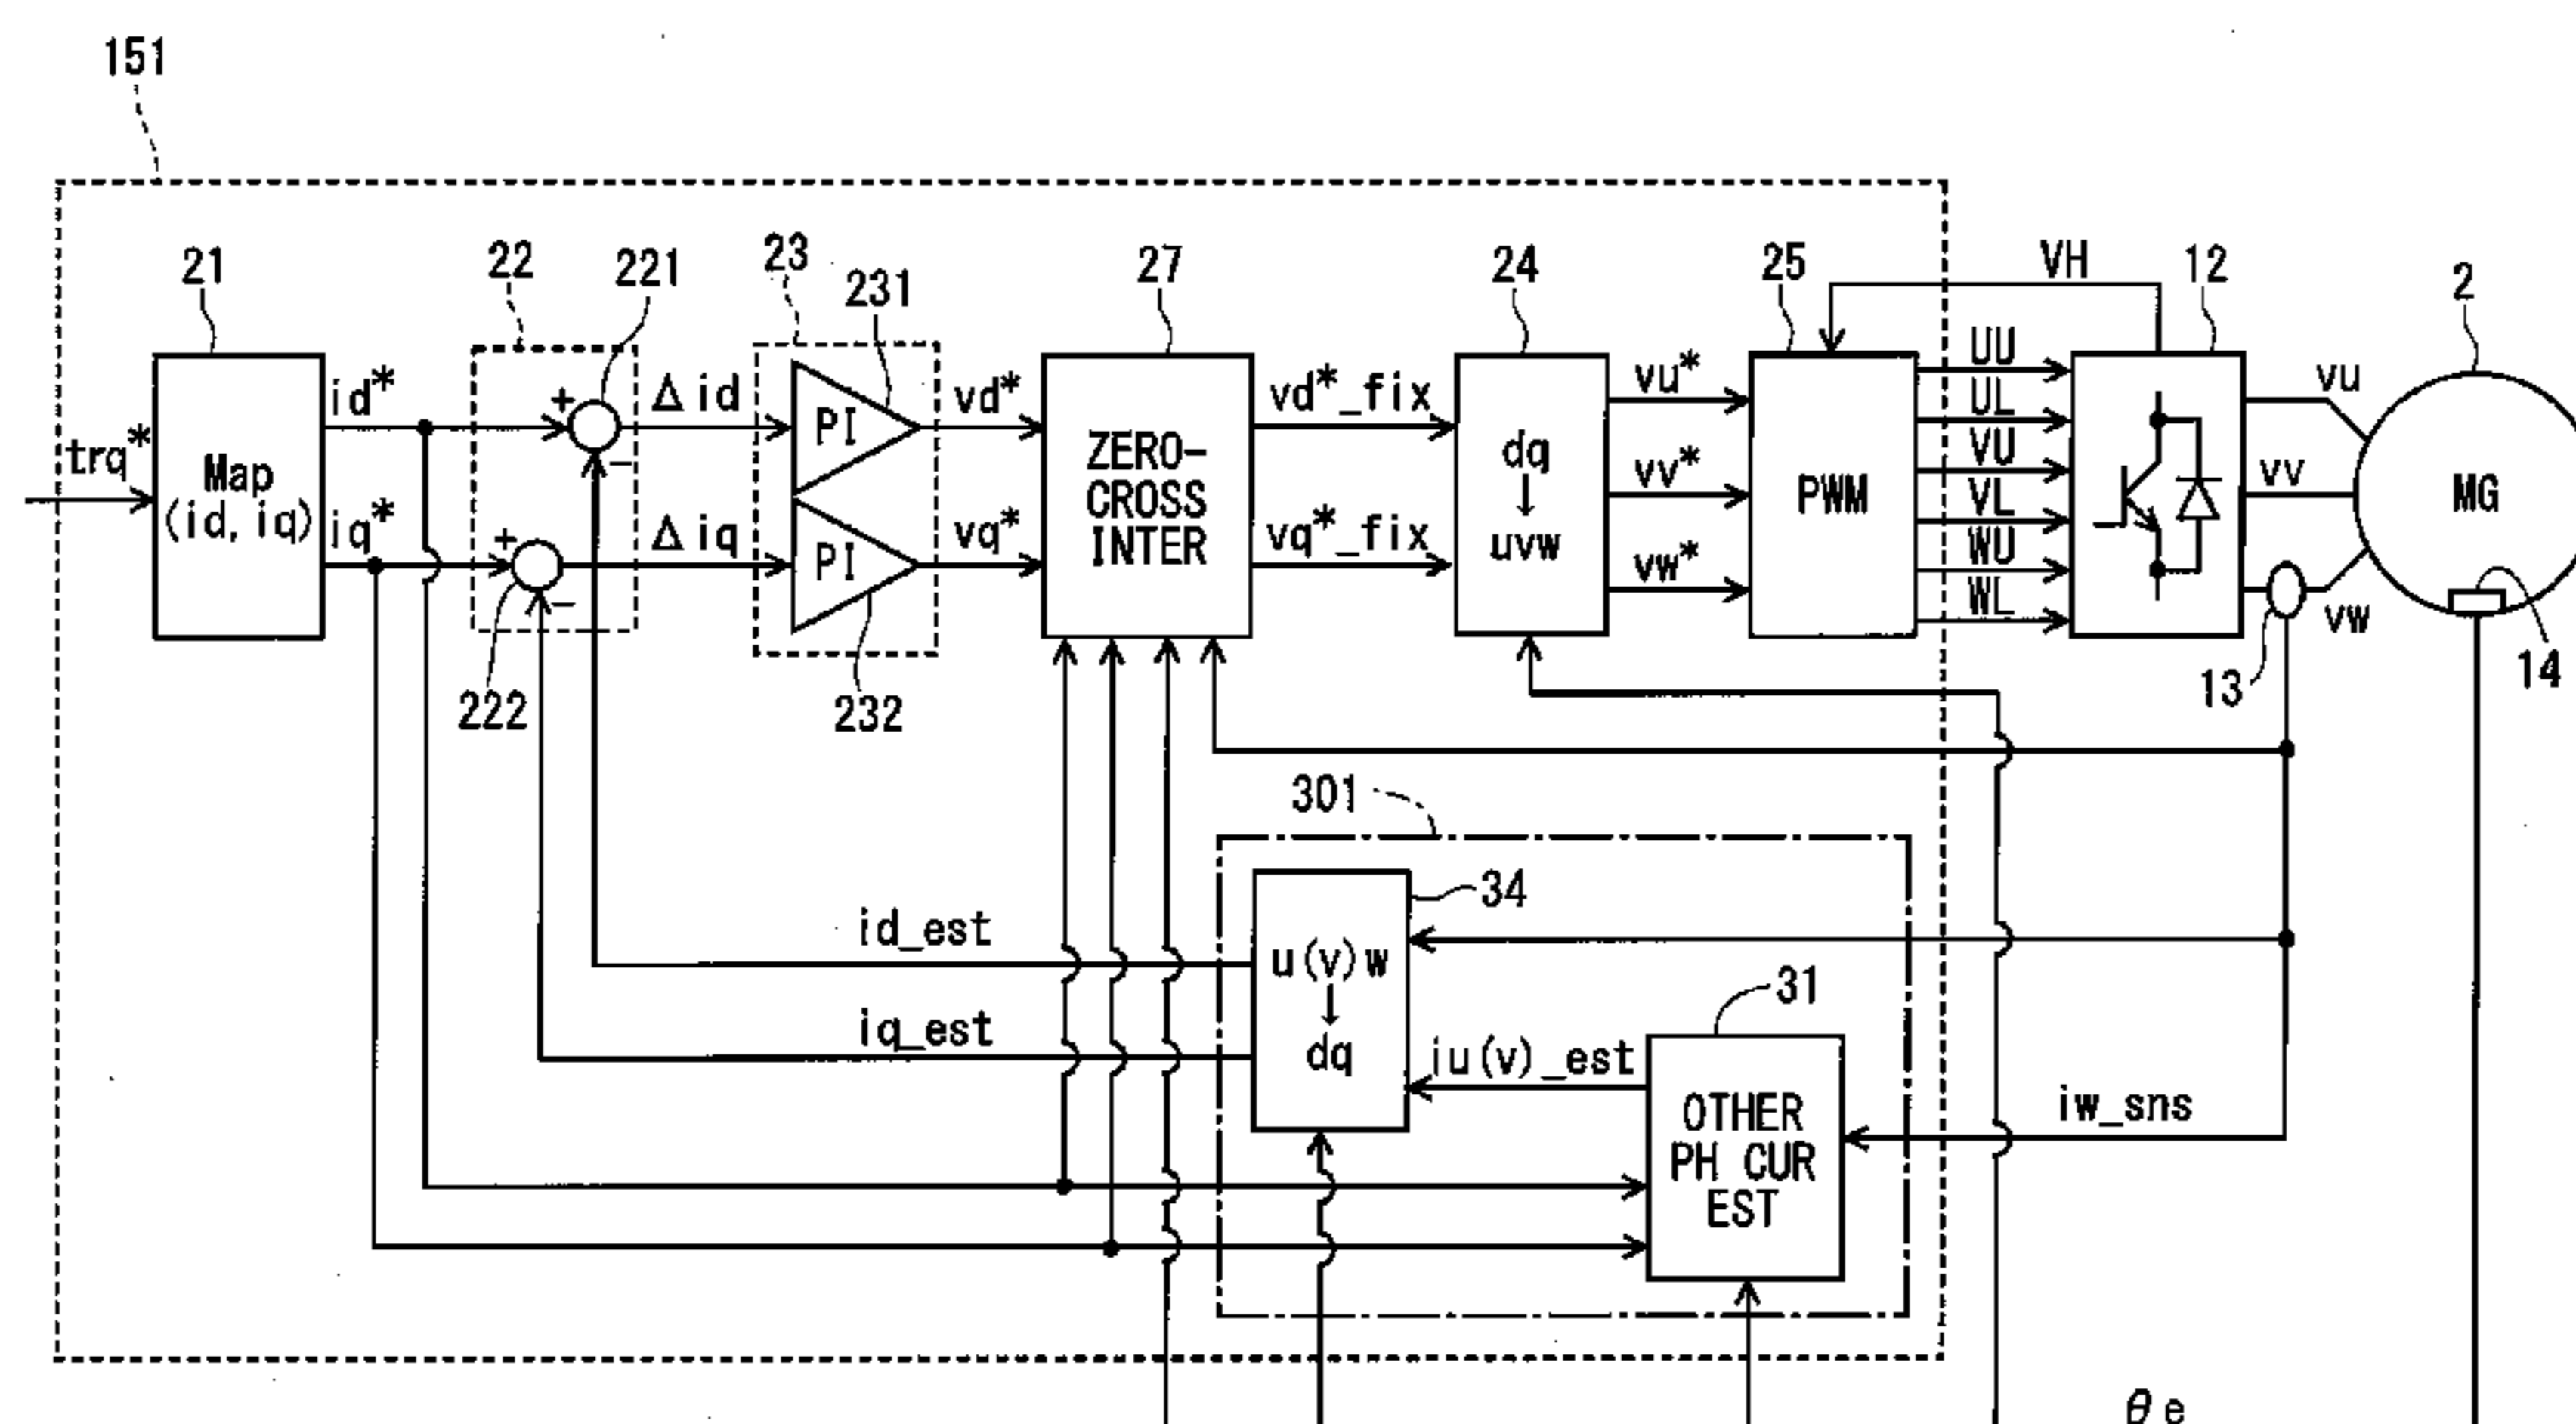 151
21
22
221
23
231
27
24
25
VH
12
2
trq*
Map
(id, iq)
id*
iq*
+
−
+
−
222
Δid
Δiq
PI
PI
232
vd*
vq*
ZERO-
CROSS
INTER
vd*_fix
vq*_fix
dq
↓
uvw
vu*
vv*
vw*
PWM
UU
UL
VU
VL
WU
WL
vu
vv
vw
MG
13
14
301
34
id_est
iq_est
u(v)w
↓
dq
31
iu(v)_est
OTHER
PH CUR
EST
iw_sns
θe